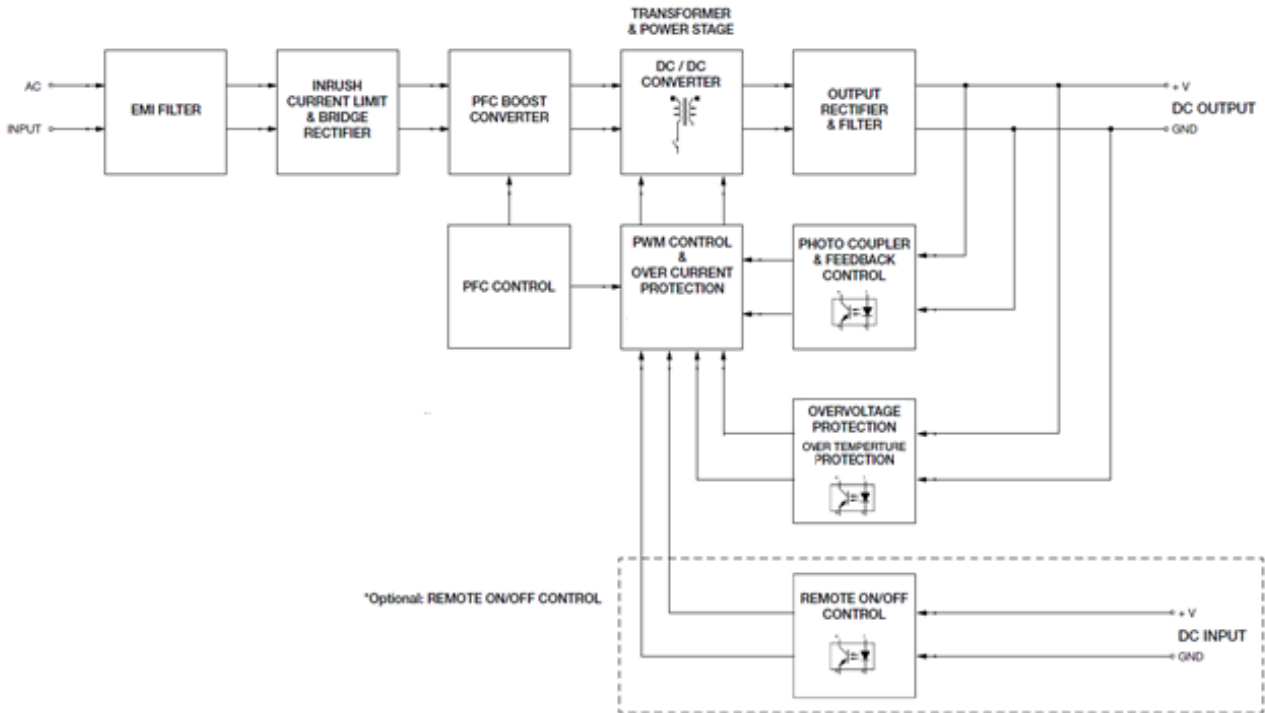 TRANSFORMER
& POWER STAGE
AC
INPUT
EMI FILTER
INRUSH
CURRENT LIMIT
& BRIDGE
RECTIFIER
PFC BOOST
CONVERTER
DC / DC
CONVERTER
OUTPUT
RECTIFIER
& FILTER
+ V
DC OUTPUT
GND
PFC CONTROL
PWM CONTROL
&
OVER CURRENT
PROTECTION
PHOTO COUPLER
& FEEDBACK
CONTROL
OVERVOLTAGE
PROTECTION
OVER TEMPERTURE
PROTECTION
*Optional: REMOTE ON/OFF CONTROL
REMOTE ON/OFF
CONTROL
+ V
DC INPUT
GND